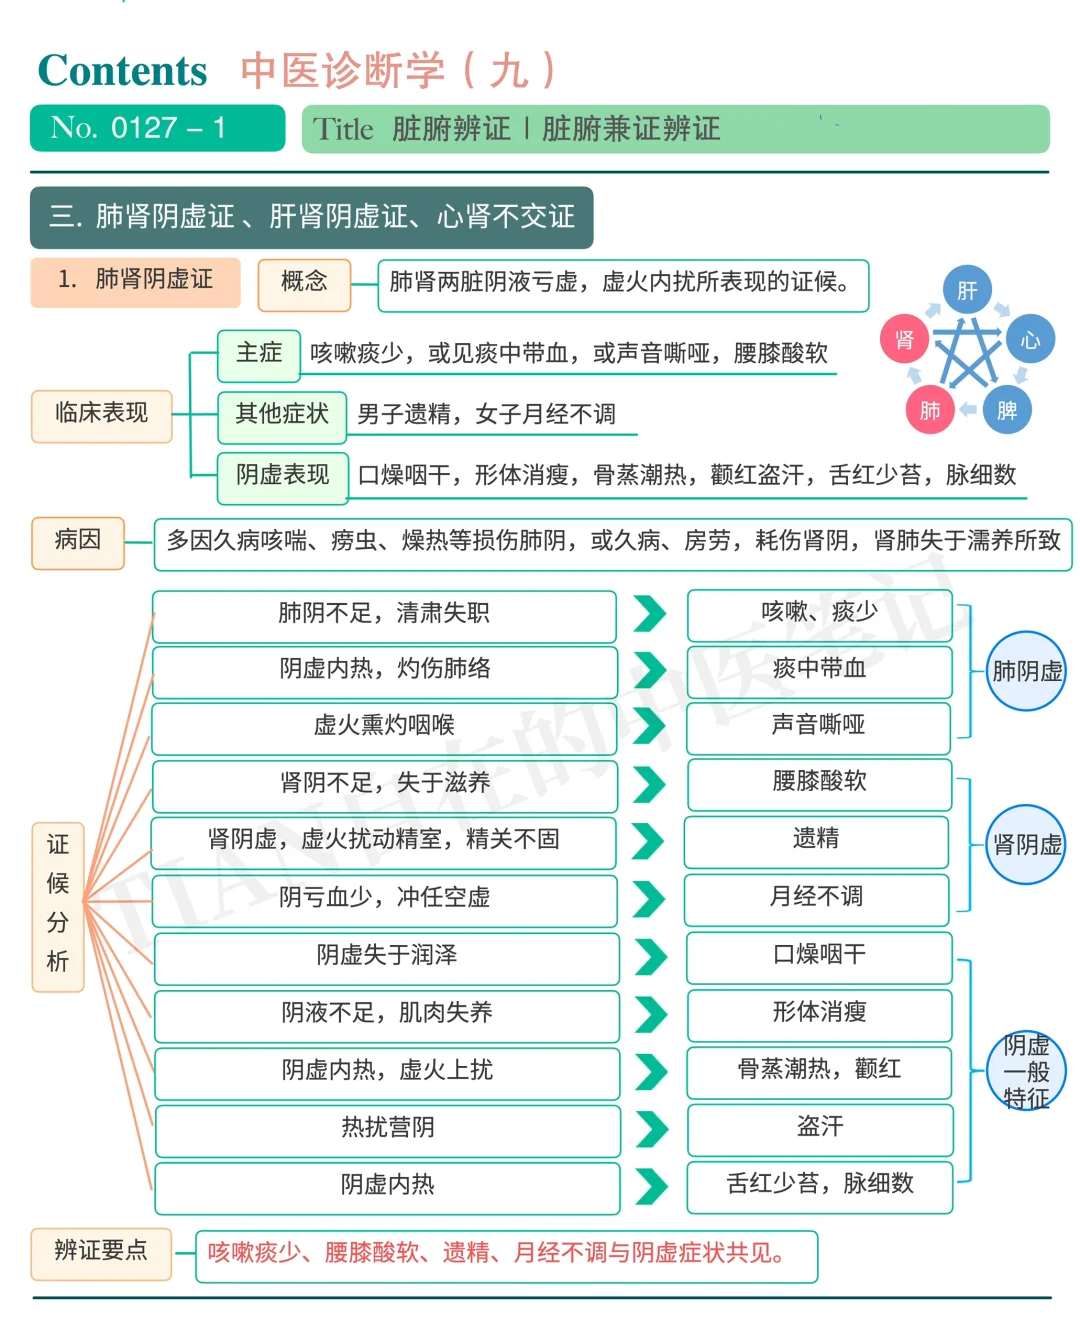 Contents 中医诊断学（九）
No. 0127 – 1
Title 脏腑辨证 | 脏腑兼证辨证
三. 肺肾阴虚证 、肝肾阴虚证、心肾不交证
1. 肺肾阴虚证
概念
肺肾两脏阴液亏虚，虚火内扰所表现的证候。
肝
心
脾
肺
肾
临床表现
主症
咳嗽痰少，或见痰中带血，或声音嘶哑，腰膝酸软
其他症状
男子遗精，女子月经不调
阴虚表现
口燥咽干，形体消瘦，骨蒸潮热，颧红盗汗，舌红少苔，脉细数
病因
多因久病咳喘、痨虫、燥热等损伤肺阴，或久病、房劳，耗伤肾阴，肾肺失于濡养所致
证候分析
肺阴不足，清肃失职
咳嗽、痰少
阴虚内热，灼伤肺络
痰中带血
虚火熏灼咽喉
声音嘶哑
肺阴虚
肾阴不足，失于滋养
腰膝酸软
肾阴虚，虚火扰动精室，精关不固
遗精
阴亏血少，冲任空虚
月经不调
肾阴虚
阴虚失于润泽
口燥咽干
阴液不足，肌肉失养
形体消瘦
阴虚内热，虚火上扰
骨蒸潮热，颧红
热扰营阴
盗汗
阴虚内热
舌红少苔，脉细数
阴虚
一般
特征
辨证要点
咳嗽痰少、腰膝酸软、遗精、月经不调与阴虚症状共见。
TIAN自在的中医笔记